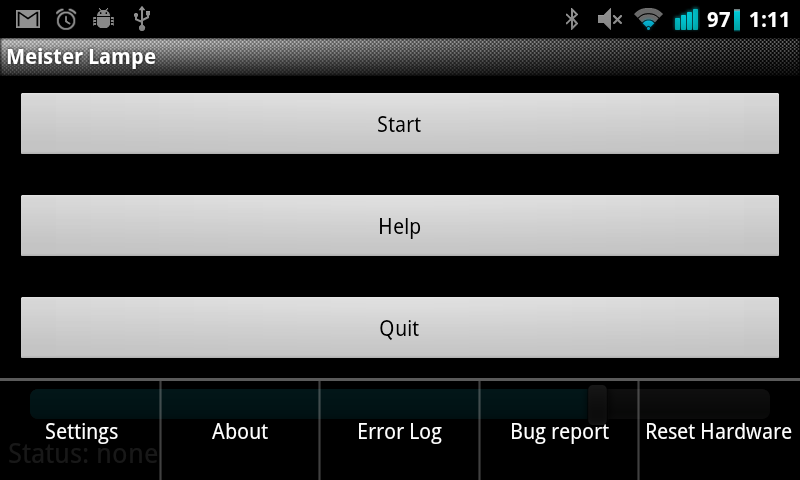 97 1:11
Meister Lampe
Start
Help
Quit
Settings About Error Log Bug report Reset Hardware
Status: none